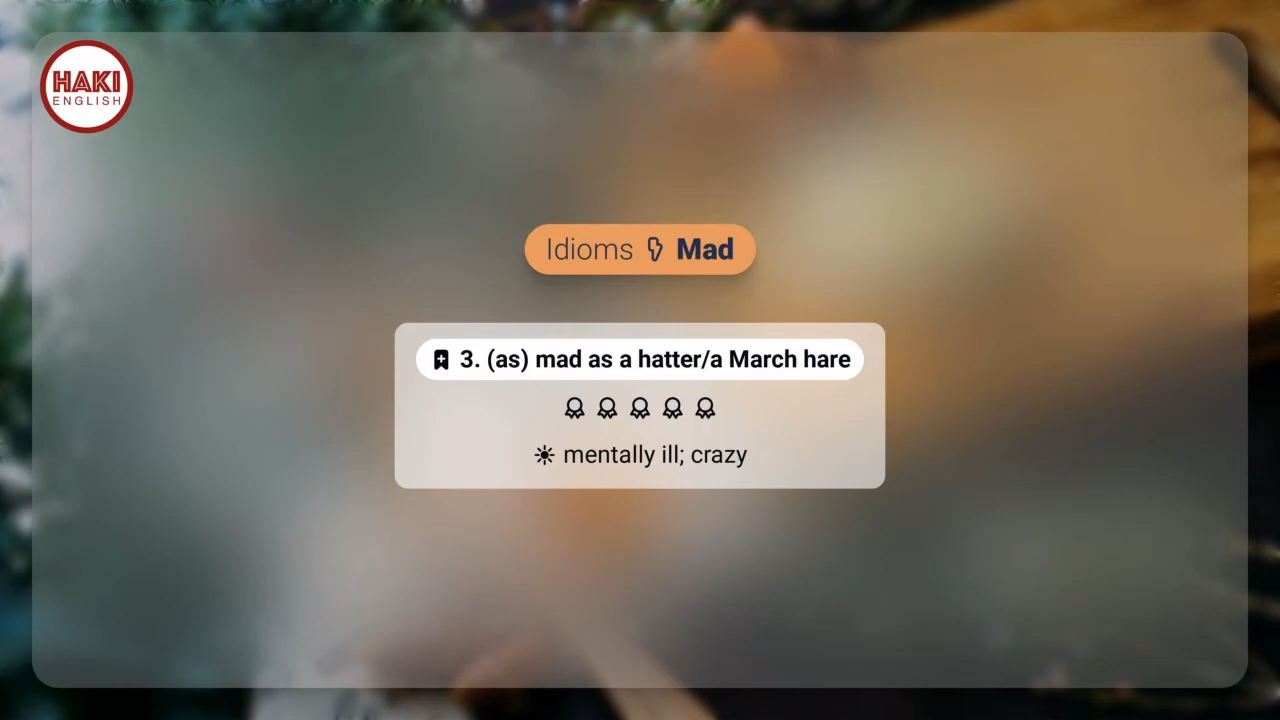 HAKI
ENGLISH
Idioms Mad
3. (as) mad as a hatter/a March hare
mentally ill; crazy